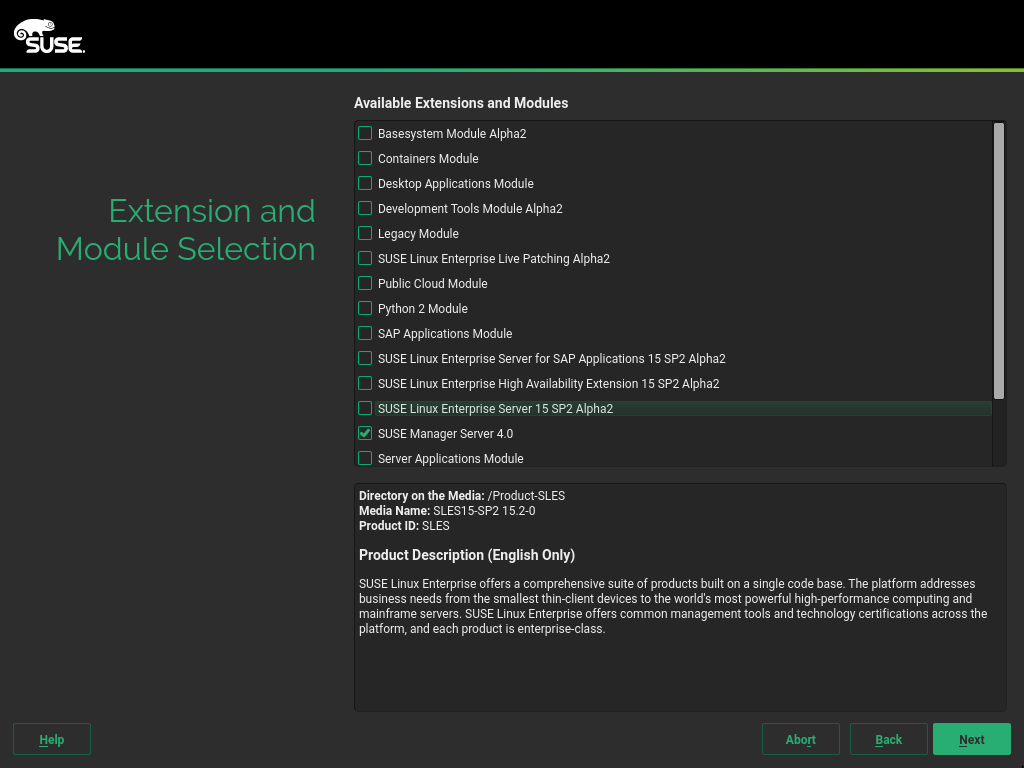 SUSE
Available Extensions and Modules
Extension and
Module Selection
Basesystem Module Alpha2
Containers Module
Desktop Applications Module
Development Tools Module Alpha2
Legacy Module
SUSE Linux Enterprise Live Patching Alpha2
Public Cloud Module
Python 2 Module
SAP Applications Module
SUSE Linux Enterprise Server for SAP Applications 15 SP2 Alpha2
SUSE Linux Enterprise High Availability Extension 15 SP2 Alpha2
SUSE Linux Enterprise Server 15 SP2 Alpha2
SUSE Manager Server 4.0
Server Applications Module
Directory on the Media: /Product-SLES
Media Name: SLES15-SP2 15.2-0
Product ID: SLES
Product Description (English Only)
SUSE Linux Enterprise offers a comprehensive suite of products built on a single code base. The platform addresses
business needs from the smallest thin-client devices to the world's most powerful high-performance computing and
mainframe servers. SUSE Linux Enterprise offers common management tools and technology certifications across the
platform, and each product is enterprise-class.
Help
Abort
Back
Next